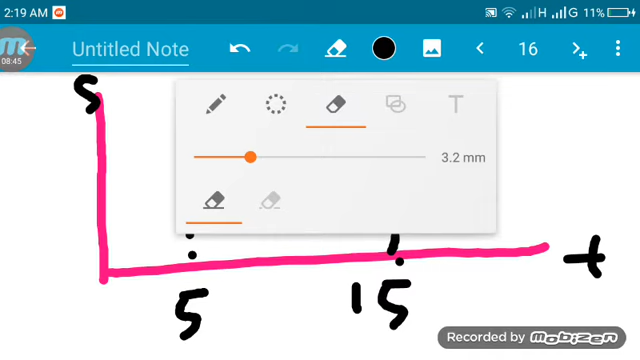 2:19 AM H G 11%
Untitled Note 16
08:45
S
T
3.2 mm
t
5 15
Recorded by mobizen